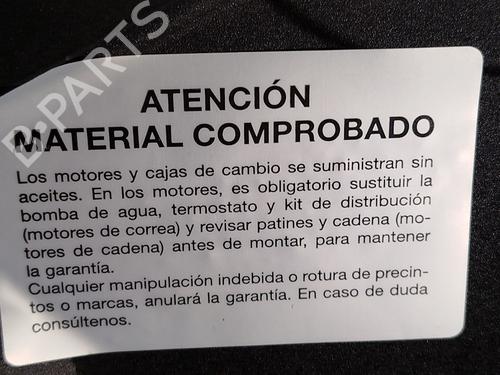 B-PARTS
ATENCIÓN
MATERIAL COMPROBADO
Los motores y cajas de cambio se suministran sin
aceites. En los motores, es obligatorio sustituir la
bomba de agua, termostato y kit de distribución
(motores de correa) y revisar patines y cadena (mo-
tores de cadena) antes de montar, para mantener
la garantía.
Cualquier manipulación indebida o rotura de precin-
tos o marcas, anulará la garantía. En caso de duda
consúltenos.